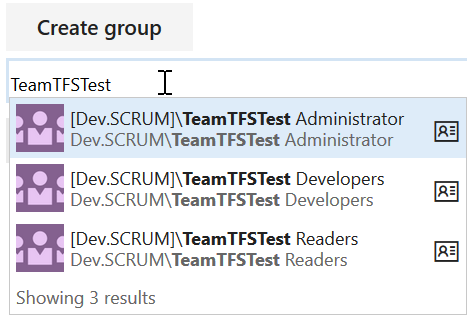 Create group
TeamTFSTest
[Dev.SCRUM]\TeamTFSTest Administrator
Dev.SCRUM\TeamTFSTest Administrator
[Dev.SCRUM]\TeamTFSTest Developers
Dev.SCRUM\TeamTFSTest Developers
[Dev.SCRUM]\TeamTFSTest Readers
Dev.SCRUM\TeamTFSTest Readers
Showing 3 results